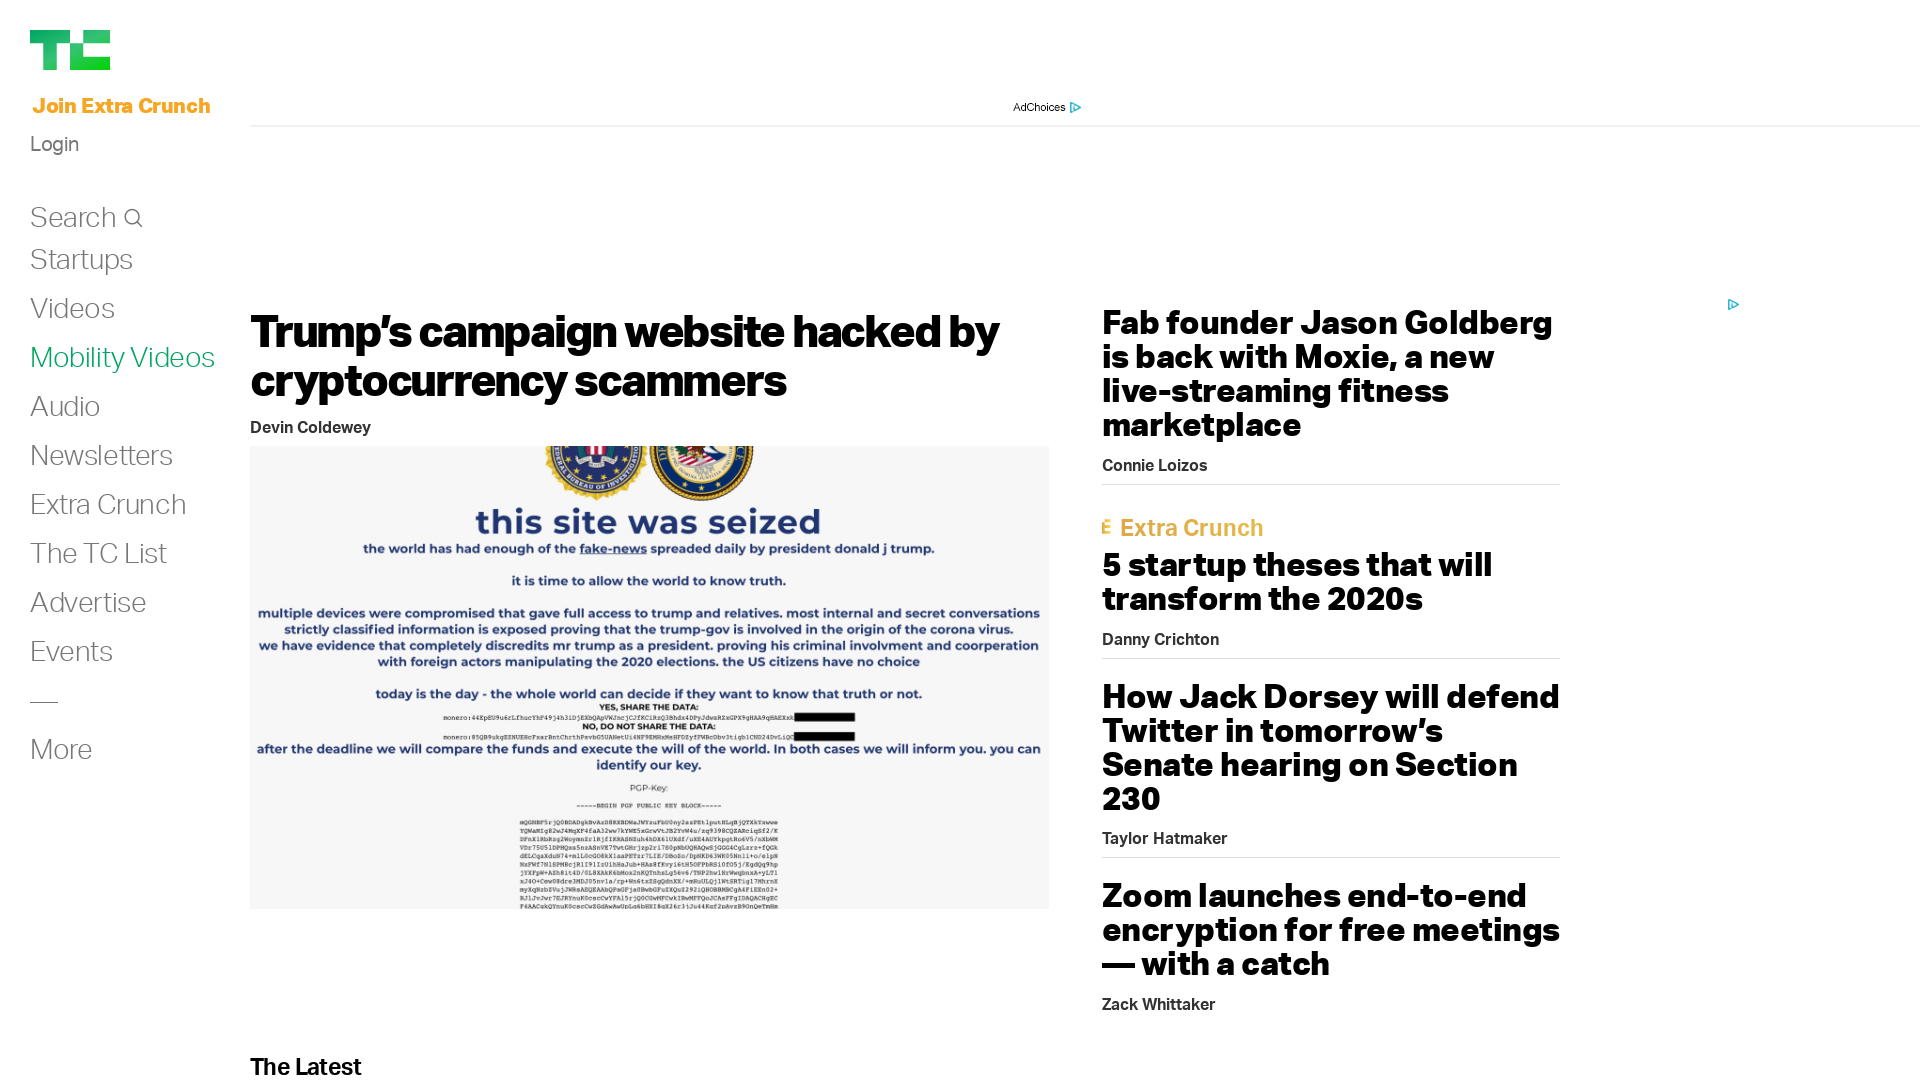 TC
Join Extra Crunch
Login
Search
Startups
Videos
Mobility Videos
Audio
Newsletters
Extra Crunch
The TC List
Advertise
Events
More
AdChoices
Trump’s campaign website hacked by
cryptocurrency scammers
Devin Coldewey
this site was seized
the world has had enough of the fake-news spreaded daily by president donald j trump.
it is time to allow the world to know truth.
multiple devices were compromised that gave full access to trump and relatives. most internal and secret conversations
strictly classified information is exposed proving that the trump-gov is involved in the origin of the corona virus.
we have evidence that completely discredits mr trump as a president. proving his criminal involvment and coorperation
with foreign actors manipulating the 2020 elections. the US citizens have no choice
today is the day - the whole world can decide if they want to know that truth or not.
YES, SHARE THE DATA:
NO, DO NOT SHARE THE DATA:
after the deadline we will compare the funds and execute the will of the world. In both cases we will inform you. you can
identify our key.
PGP-Key:
-----BEGIN PGP PUBLIC KEY BLOCK-----
Fab founder Jason Goldberg
is back with Moxie, a new
live-streaming fitness
marketplace
Connie Loizos
Extra Crunch
5 startup theses that will
transform the 2020s
Danny Crichton
How Jack Dorsey will defend
Twitter in tomorrow’s
Senate hearing on Section
230
Taylor Hatmaker
Zoom launches end-to-end
encryption for free meetings
— with a catch
Zack Whittaker
The Latest